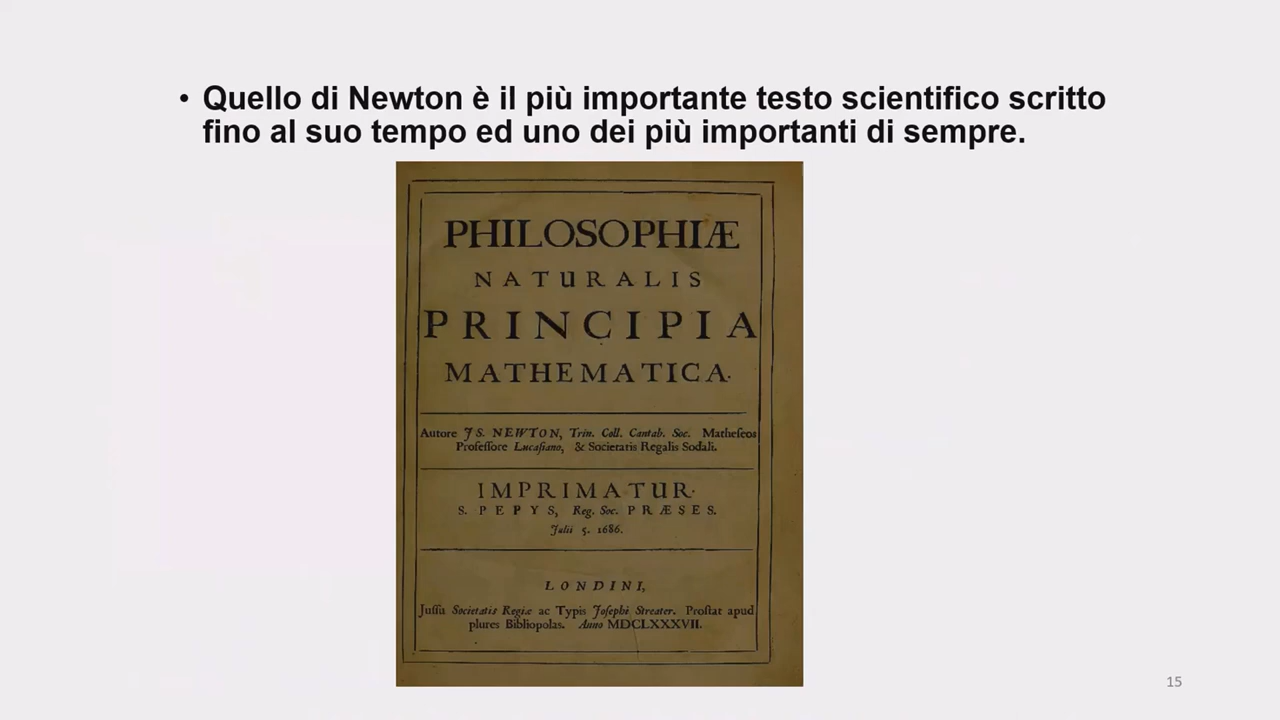 • Quello di Newton è il più importante testo scientifico scritto
fino al suo tempo ed uno dei più importanti di sempre.
PHILOSOPHIÆ
NATURALIS
PRINCIPIA
MATHEMATICA.
Autore JS. NEWTON, Trin. Coll. Cantab. Soc. Matheſeos
Profeſſore Lucaſiano, & Societatis Regalis Sodali.
IMPRIMATUR.
S. PEPYS, Reg. Soc. PRÆSES.
Julii 5. 1686.
LONDINI,
Juſſu Societatis Regiæ ac Typis Joſephi Streater. Proſtat apud
plures Bibliopolas. Anno MDCLXXXVII.
15